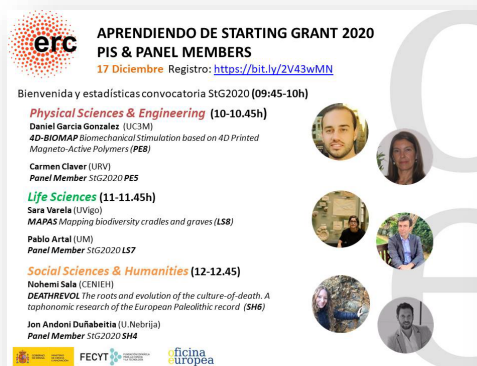 erc
APRENDIENDO DE STARTING GRANT 2020
PIS & PANEL MEMBERS
17 Diciembre Registro: https://bit.ly/2V43wMN
Bienvenida y estadísticas convocatoria StG2020 (09:45-10h)
Physical Sciences & Engineering (10-10.45h)
Daniel Garcia Gonzalez (UC3M)
4D-BIOMAP Biomechanical Stimulation based on 4D Printed
Magneto-Active Polymers (PE8)
Carmen Claver (URV)
Panel Member StG2020 PE5
Life Sciences (11-11.45h)
Sara Varela (UVigo)
MAPAS Mapping biodiversity cradles and graves (LS8)
Pablo Artal (UM)
Panel Member StG2020 LS7
Social Sciences & Humanities (12-12.45)
Nohemi Sala (CENIEH)
DEATHREVOL The roots and evolution of the culture-of-death. A
taphonomic research of the European Paleolithic record (SH6)
Jon Andoni Duñabeitia (U.Nebrija)
Panel Member StG2020 SH4
FECYT
oficina
europea